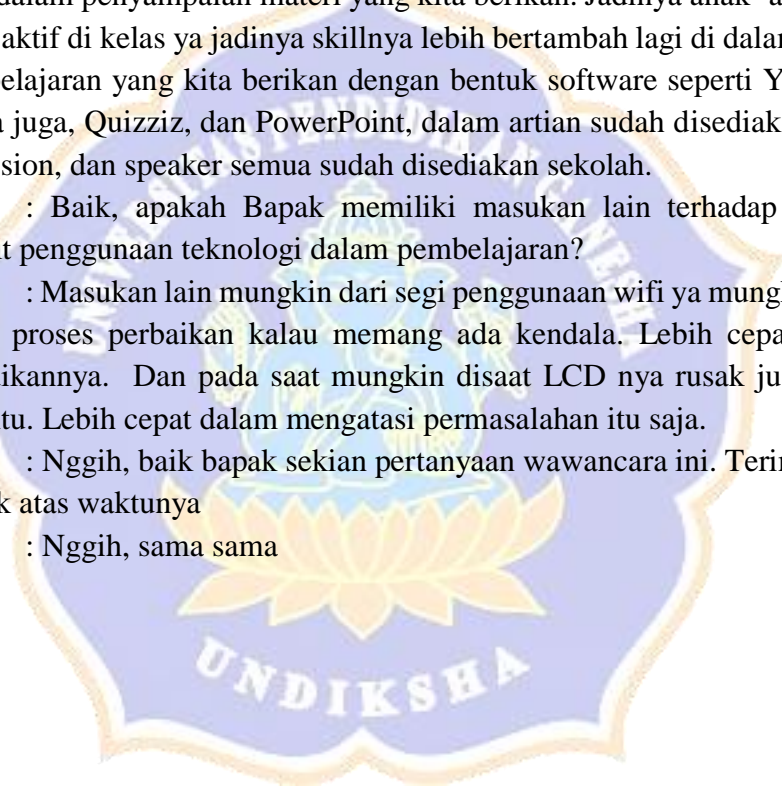 dalam penyampaian materi yang kita berikan. Jadinya anak
aktif di kelas ya jadinya skillnya lebih bertambah lagi di dalam
belajaran yang kita berikan dengan bentuk software seperti Y
juga, Quizziz, dan PowerPoint, dalam artian sudah disediak
sion, dan speaker semua sudah disediakan sekolah.
: Baik, apakah Bapak memiliki masukan lain terhadap
t penggunaan teknologi dalam pembelajaran?
: Masukan lain mungkin dari segi penggunaan wifi ya mungk
proses perbaikan kalau memang ada kendala. Lebih cepa
ikannya. Dan pada saat mungkin disaat LCD nya rusak ju
tu. Lebih cepat dalam mengatasi permasalahan itu saja.
: Nggih, baik bapak sekian pertanyaan wawancara ini. Terin
k atas waktunya
: Nggih, sama sama
UNIVERSITAS PENDIDIKAN GANESHA
UNDIKSHA